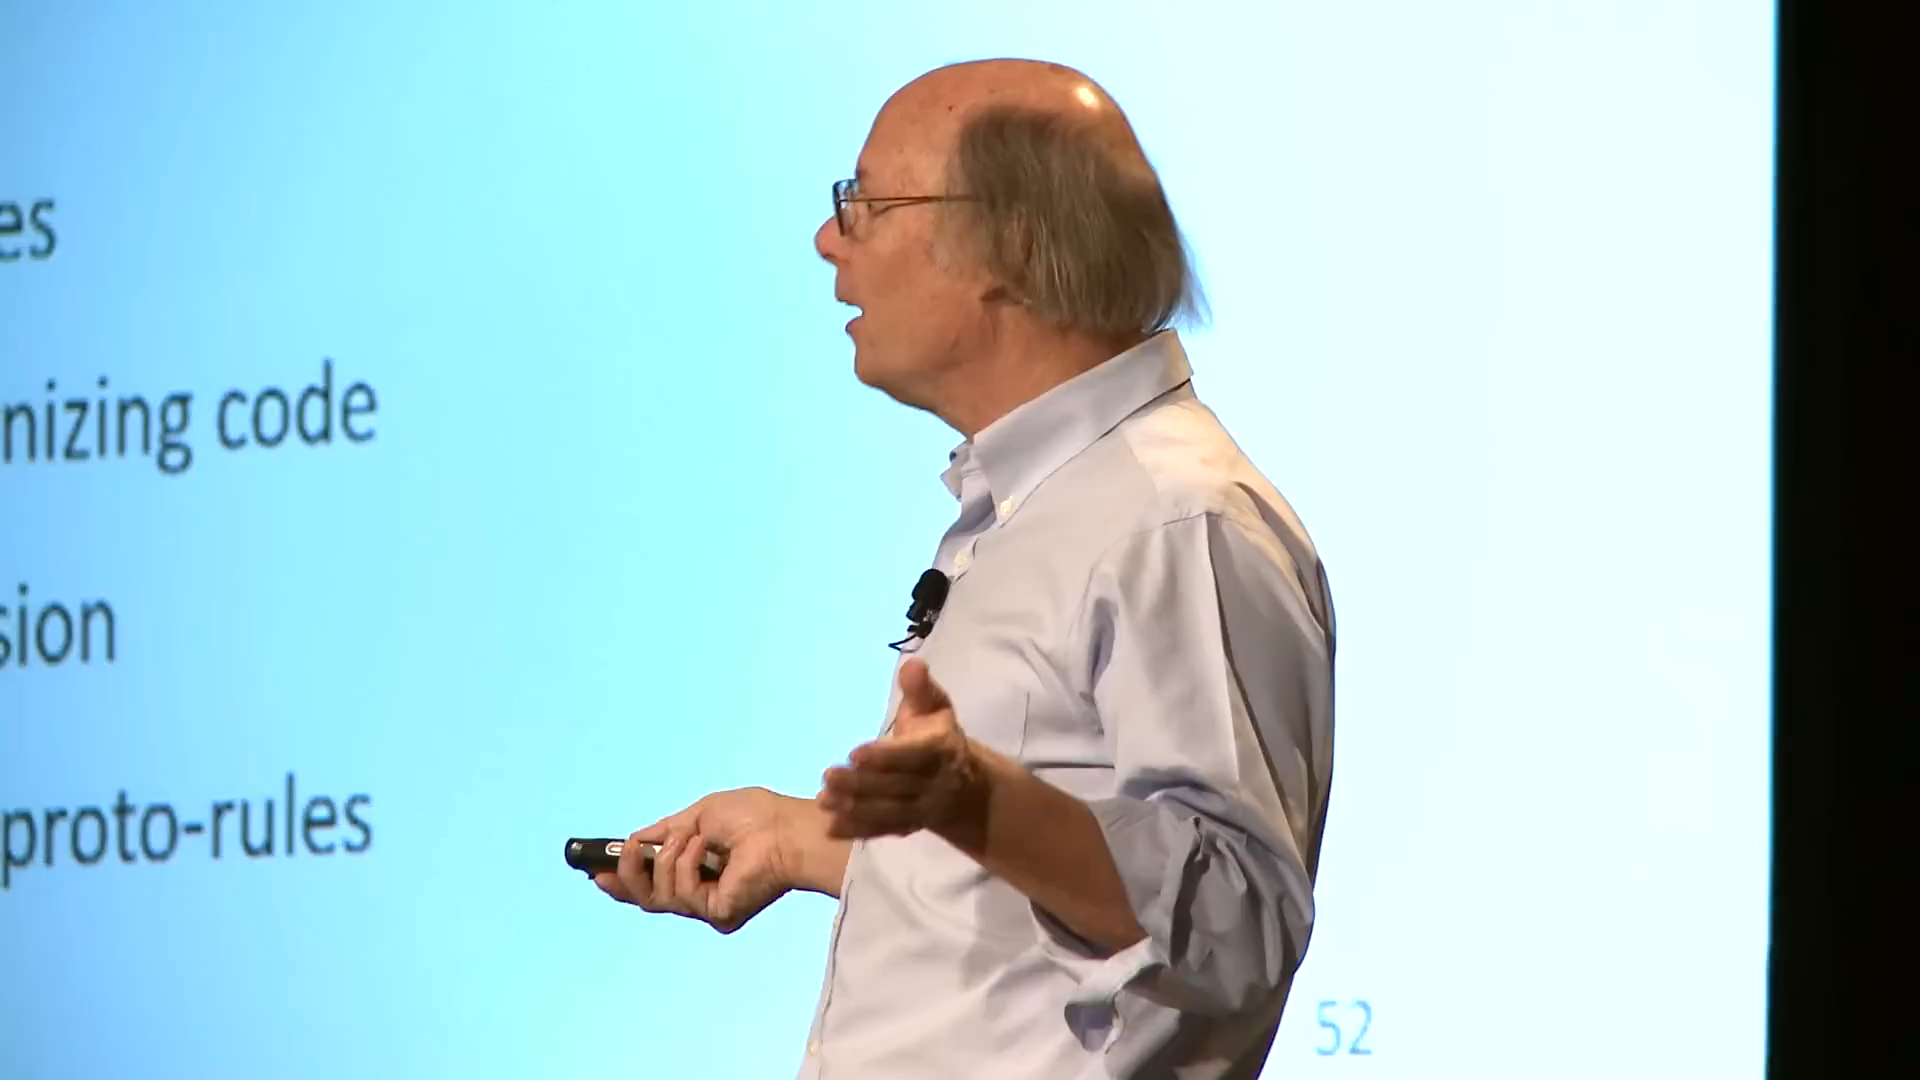 es
nizing code
sion
proto-rules
52